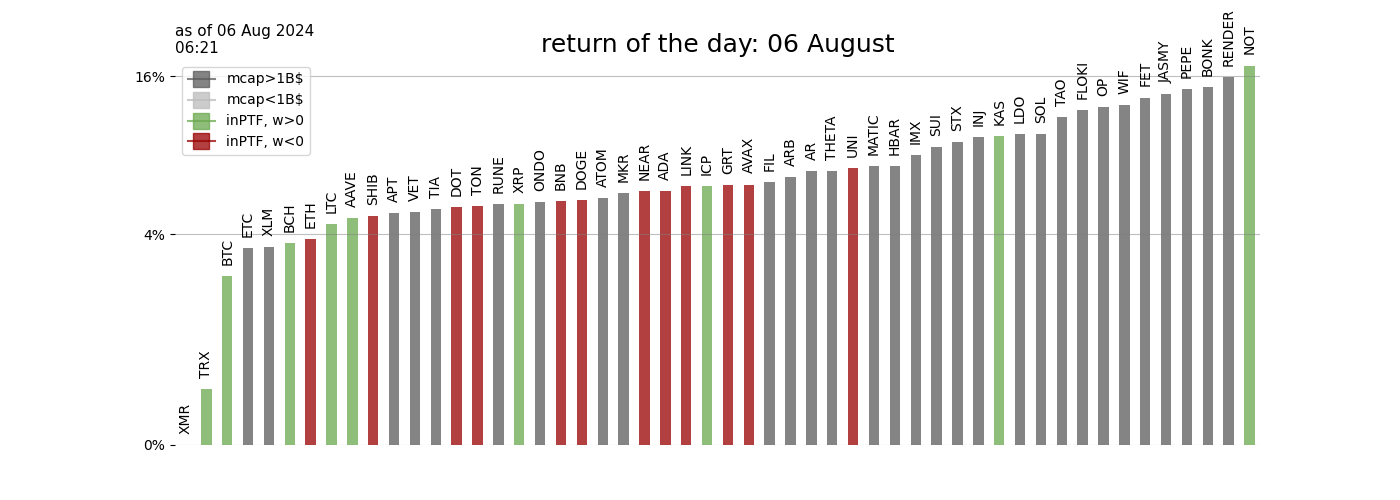 as of 06 Aug 2024
06:21
return of the day: 06 August
mcap>1B$
mcap<1B$
inPTF, w>0
inPTF, w<0
16%
4%
0%
XMR
TRX
BTC
ETC
XLM
BCH
ETH
LTC
AAVE
SHIB
APT
VET
TIA
DOT
TON
RUNE
XRP
ONDO
BNB
DOGE
ATOM
MKR
NEAR
ADA
LINK
ICP
GRT
AVAX
FIL
ARB
AR
THETA
UNI
MATIC
HBAR
IMX
SUI
STX
INJ
KAS
LDO
SOL
TAO
FLOKI
OP
WIF
FET
JASMY
PEPE
BONK
RENDER
NOT